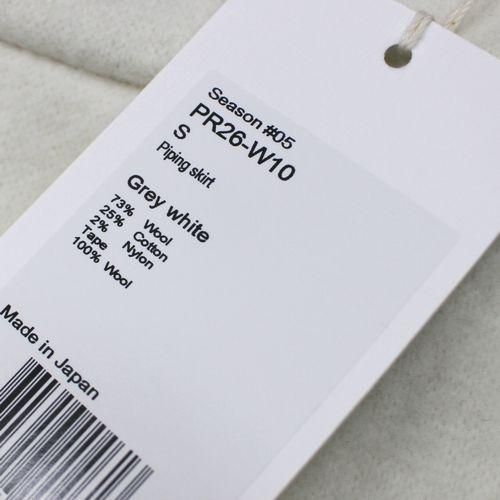 Season #05
PR26-W10
S
Piping skirt
Grey white
73% Wool
25% Cotton
2% Nylon
Tape
100% Wool
Made in Japan